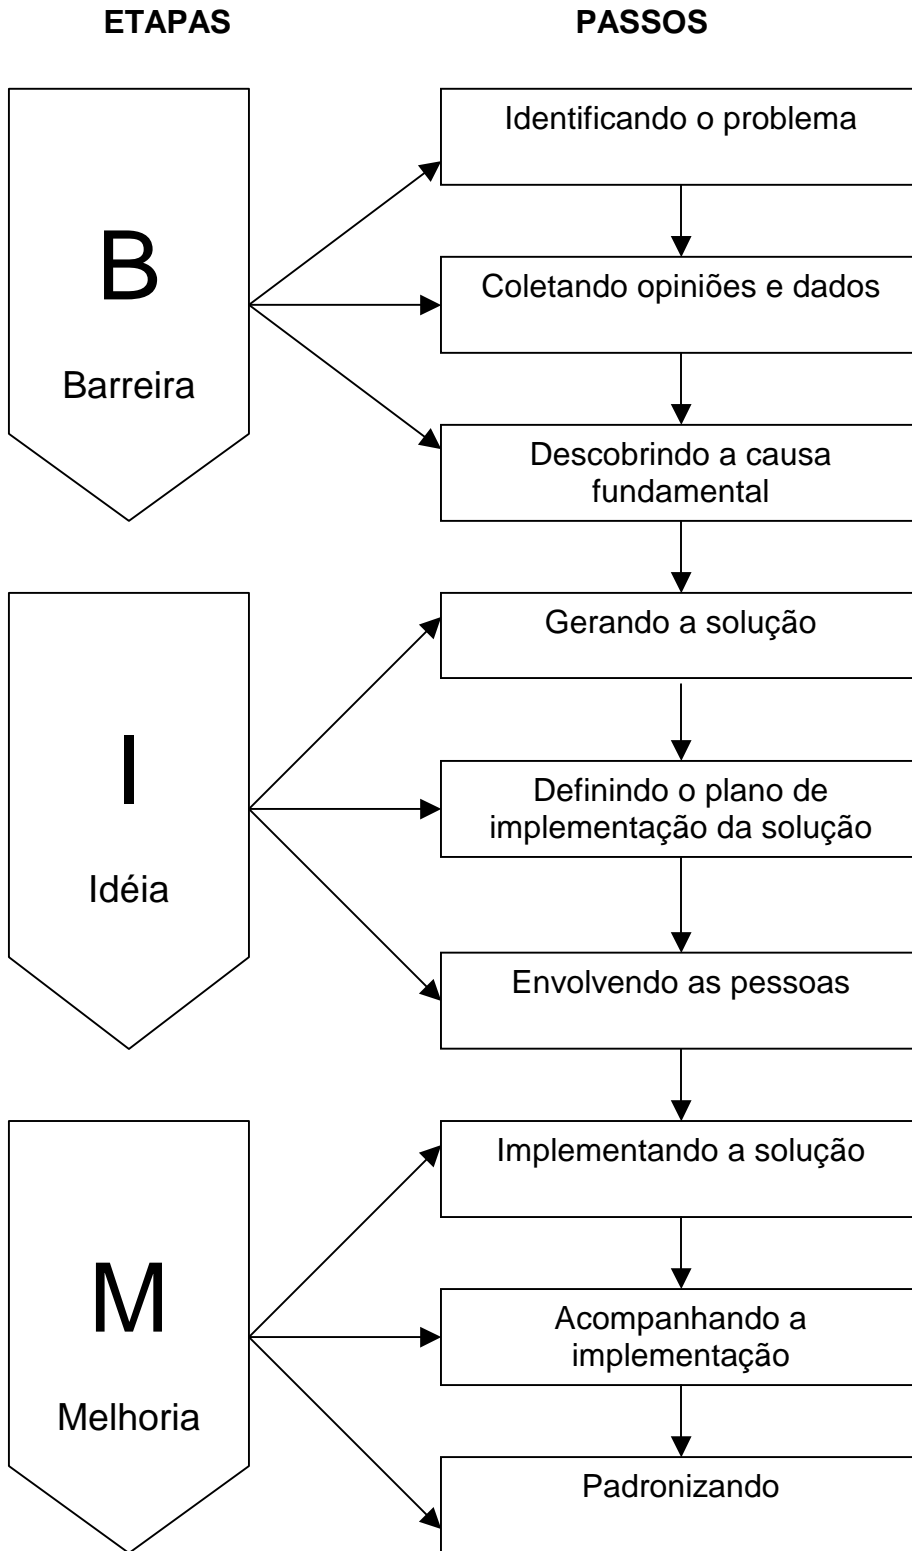 ETAPAS PASSOS
Identificando o problema
B
Coletando opiniões e dados
Barreira
Descobrindo a causa
fundamental
Gerando a solução
I
Definindo o plano de
implementação da solução
Idéia
Envolvendo as pessoas
Implementando a solução
M
Acompanhando a
implementação
Melhoria
Padronizando